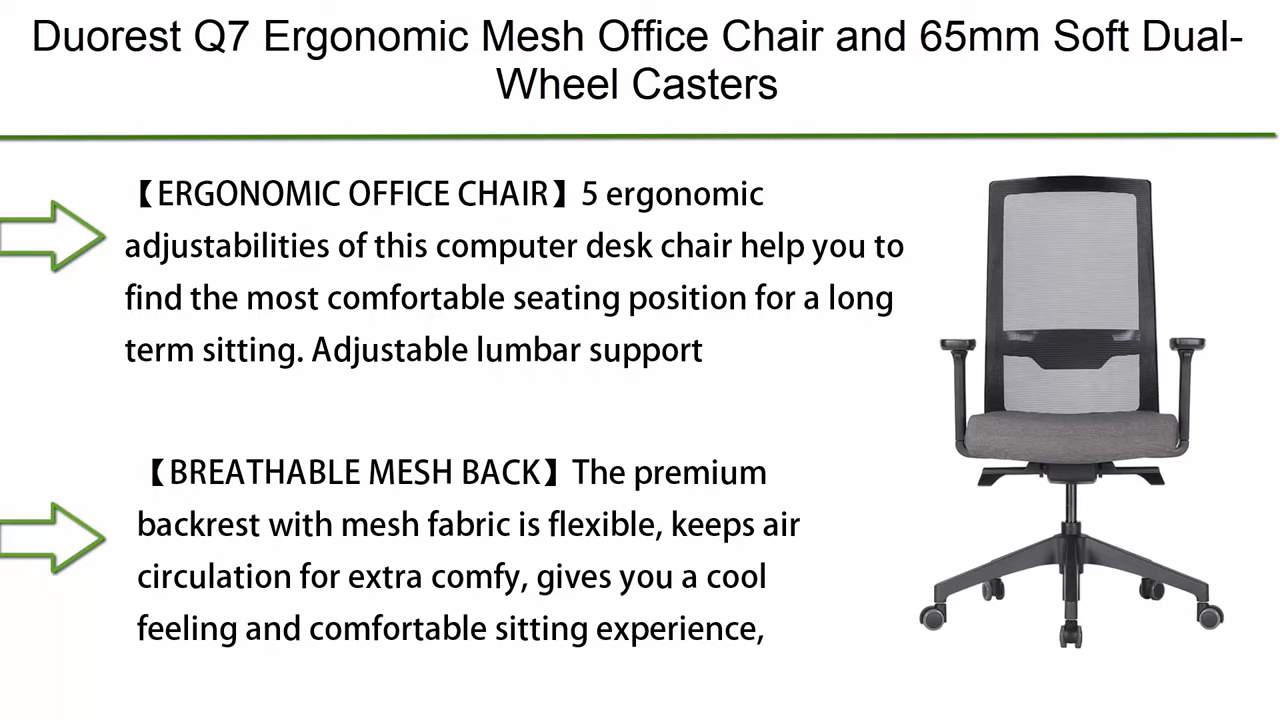 Duorest Q7 Ergonomic Mesh Office Chair and 65mm Soft Dual-
Wheel Casters
【ERGONOMIC OFFICE CHAIR】5 ergonomic
adjustabilities of this computer desk chair help you to
find the most comfortable seating position for a long
term sitting. Adjustable lumbar support
【BREATHABLE MESH BACK】The premium
backrest with mesh fabric is flexible, keeps air
circulation for extra comfy, gives you a cool
feeling and comfortable sitting experience,